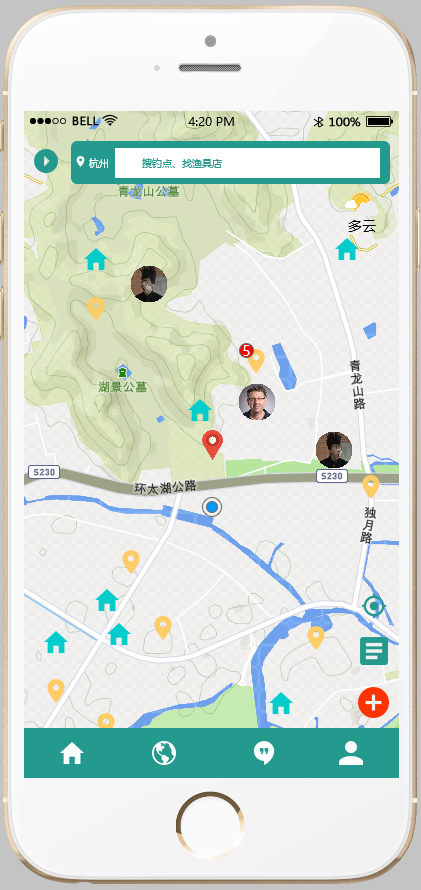 BELL 4:20 PM 100%
杭州 搜钓点、找渔具店
青龙山公墓
多云
5
青龙山路
湖景公墓
S230
S230
环太湖公路
独月路